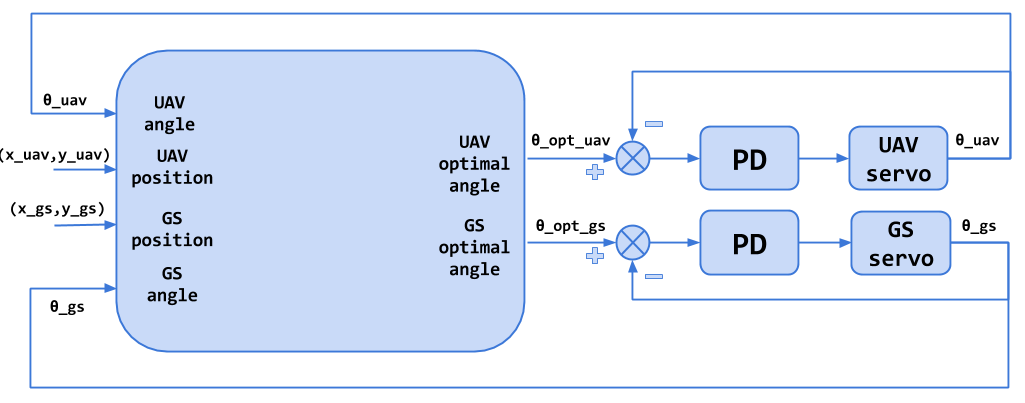 θ_uav
UAV
angle
(x_uav,y_uav)
UAV
position
(x_gs,y_gs)
GS
position
GS
angle
θ_gs
UAV
optimal
angle
GS
optimal
angle
θ_opt_uav
PD
UAV
servo
θ_uav
θ_opt_gs
PD
GS
servo
θ_gs